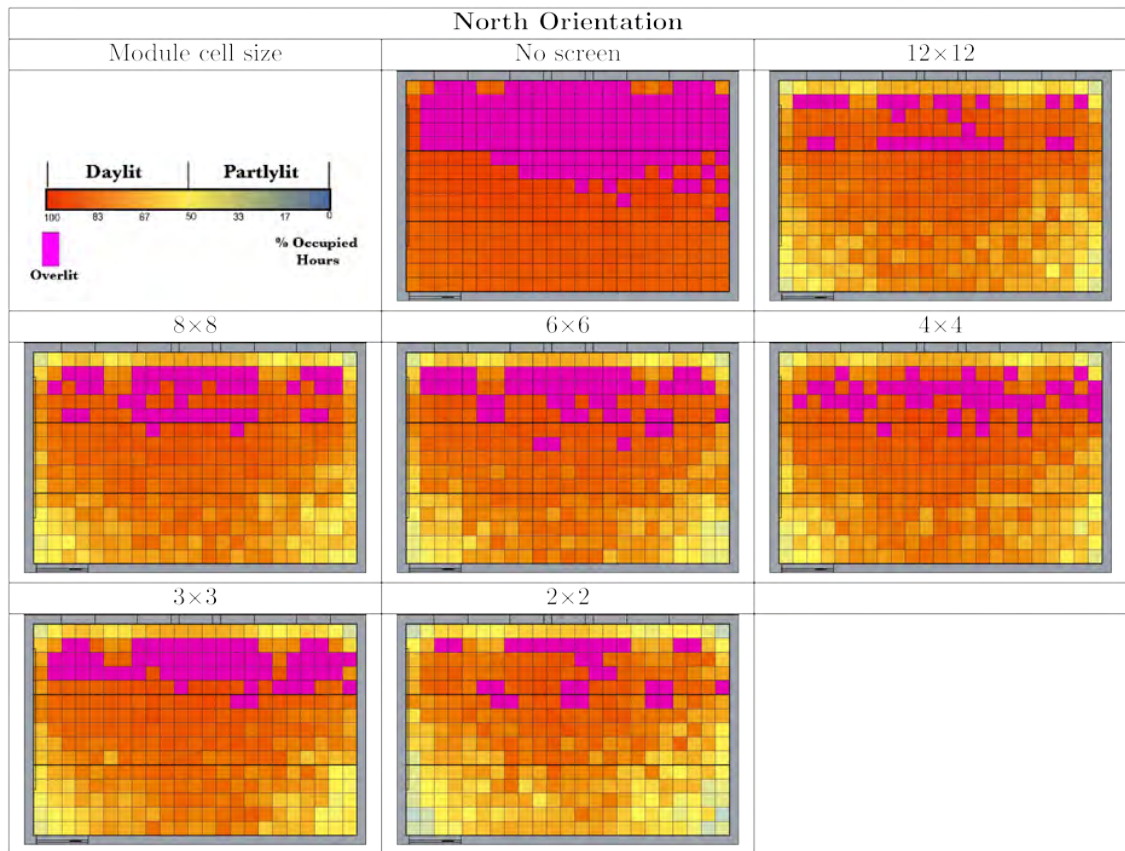 North Orientation
Module cell size
No screen
12×12
Daylit
Partlylit
100 83 67 50 33 17 0
% Occupied
Hours
Overlit
8×8
6×6
4×4
3×3
2×2